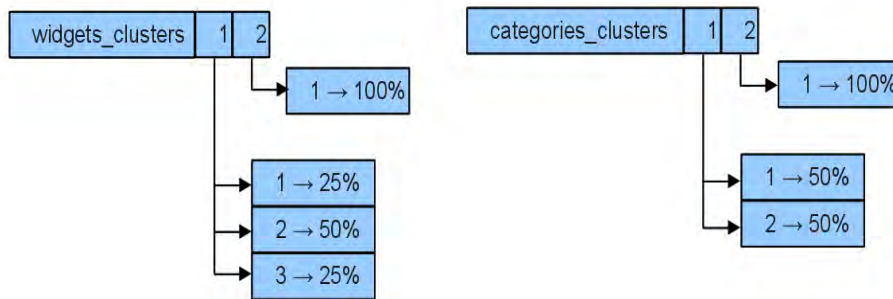 widgets_clusters 1 2
1 → 100%
1 → 25%
2 → 50%
3 → 25%
categories_clusters 1 2
1 → 100%
1 → 50%
2 → 50%